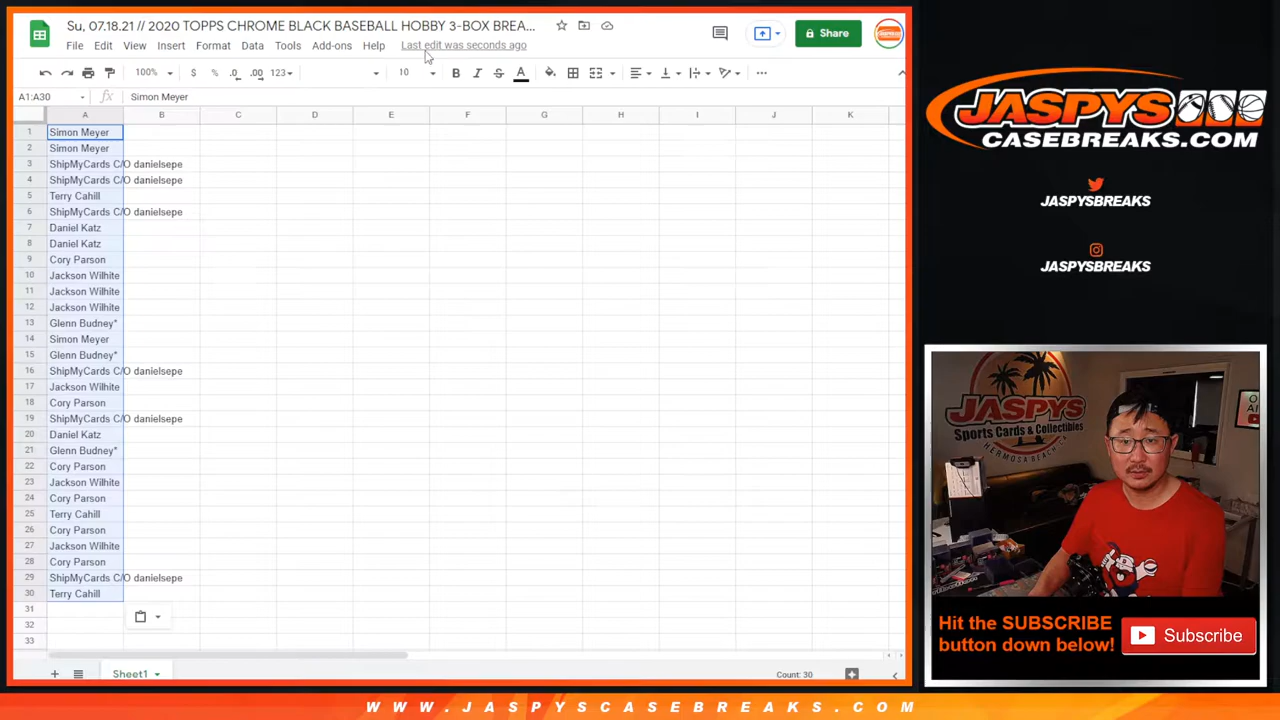 Su, 07.18.21 // 2020 TOPPS CHROME BLACK BASEBALL HOBBY 3-BOX BREA...
File Edit View Insert Format Data Tools Add-ons Help Last edit was seconds ago
Share
100% $ % .0 .00 123 10 B I S A
A1:A30 fx Simon Meyer
A B C D E F G H I J K
1 Simon Meyer
2 Simon Meyer
3 ShipMyCards C/O danielsepe
4 ShipMyCards C/O danielsepe
5 Terry Cahill
6 ShipMyCards C/O danielsepe
7 Daniel Katz
8 Daniel Katz
9 Cory Parson
10 Jackson Wilhite
11 Jackson Wilhite
12 Jackson Wilhite
13 Glenn Budney*
14 Simon Meyer
15 Glenn Budney*
16 ShipMyCards C/O danielsepe
17 Jackson Wilhite
18 Cory Parson
19 ShipMyCards C/O danielsepe
20 Daniel Katz
21 Glenn Budney*
22 Cory Parson
23 Jackson Wilhite
24 Cory Parson
25 Terry Cahill
26 Cory Parson
27 Jackson Wilhite
28 Cory Parson
29 ShipMyCards C/O danielsepe
30 Terry Cahill
31
32
33
Sheet1
Count: 30
JASPYS
CASEBREAKS.COM
JASPYSBREAKS
JASPYSBREAKS
JASPYS
Sports Cards & Collectibles
HERMOSA BEACH, CA
Hit the SUBSCRIBE
button down below!
Subscribe
WWW.JASPYSCASEBREAKS.COM